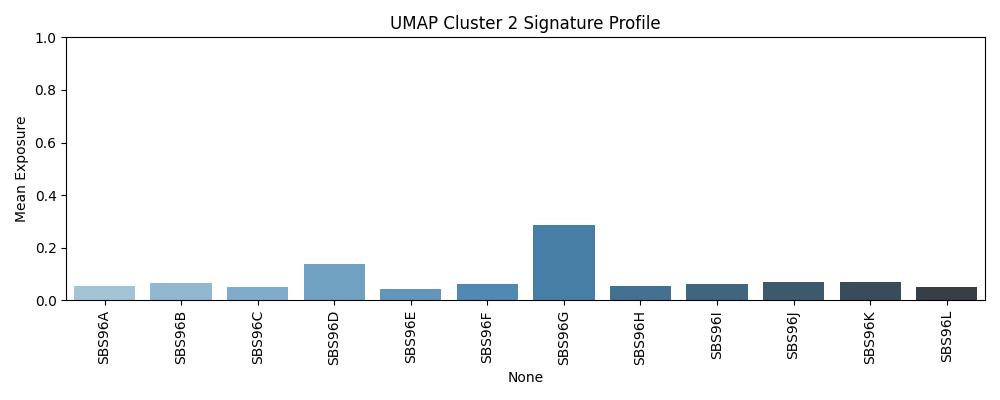 UMAP Cluster 2 Signature Profile
Mean Exposure
1.0
0.8
0.6
0.4
0.2
0.0
SBS96A
SBS96B
SBS96C
SBS96D
SBS96E
SBS96F
SBS96G
SBS96H
SBS96I
SBS96J
SBS96K
SBS96L
None